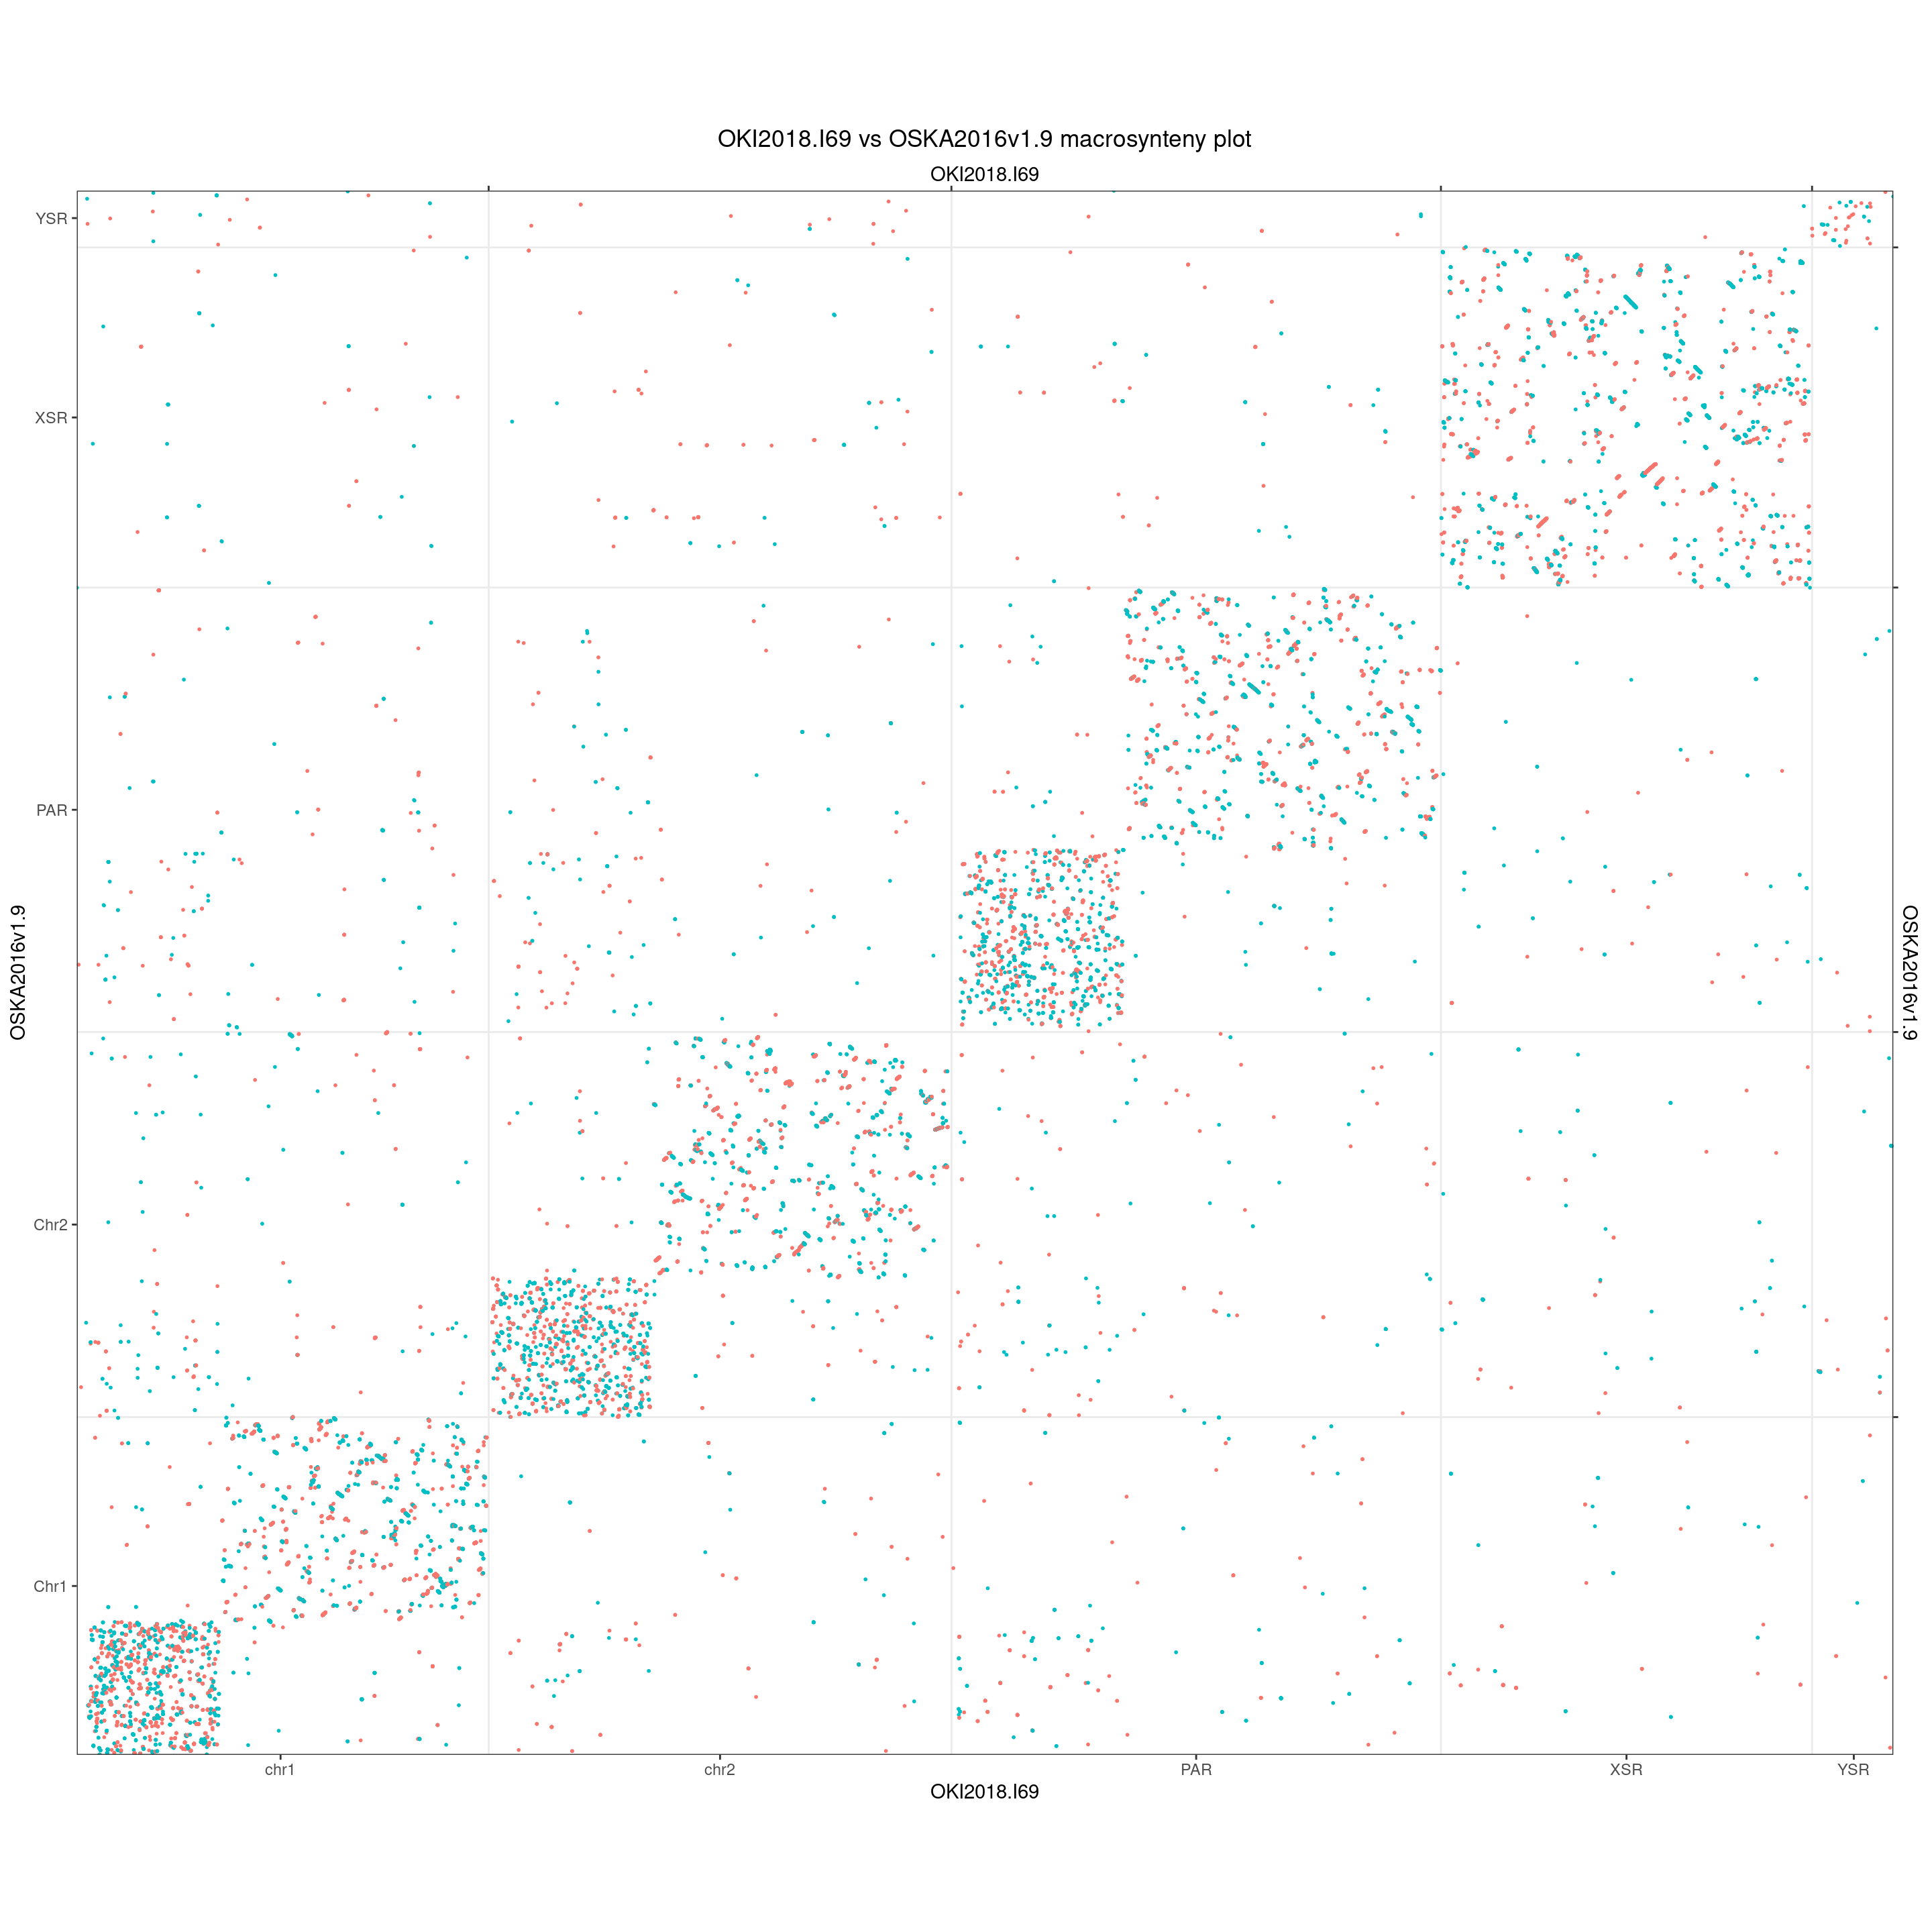 OKI2018.I69 vs OSKA2016v1.9 macrosynteny plot
OKI2018.I69
YSR
XSR
PAR
Chr2
Chr1
OSKA2016v1.9
OSKA2016v1.9
chr1
chr2
PAR
XSR
YSR
OKI2018.I69